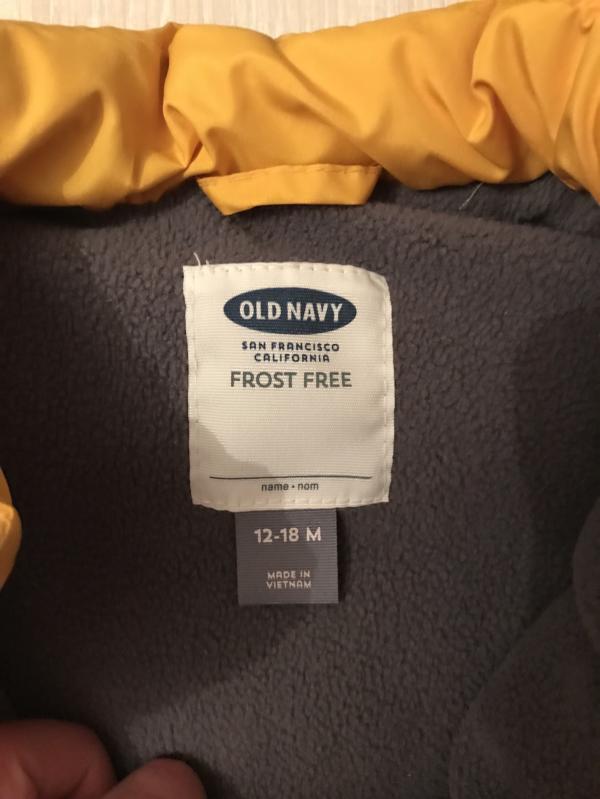 OLD NAVY
SAN FRANCISCO
CALIFORNIA
FROST FREE
name • nom
12-18 M
MADE IN
VIETNAM